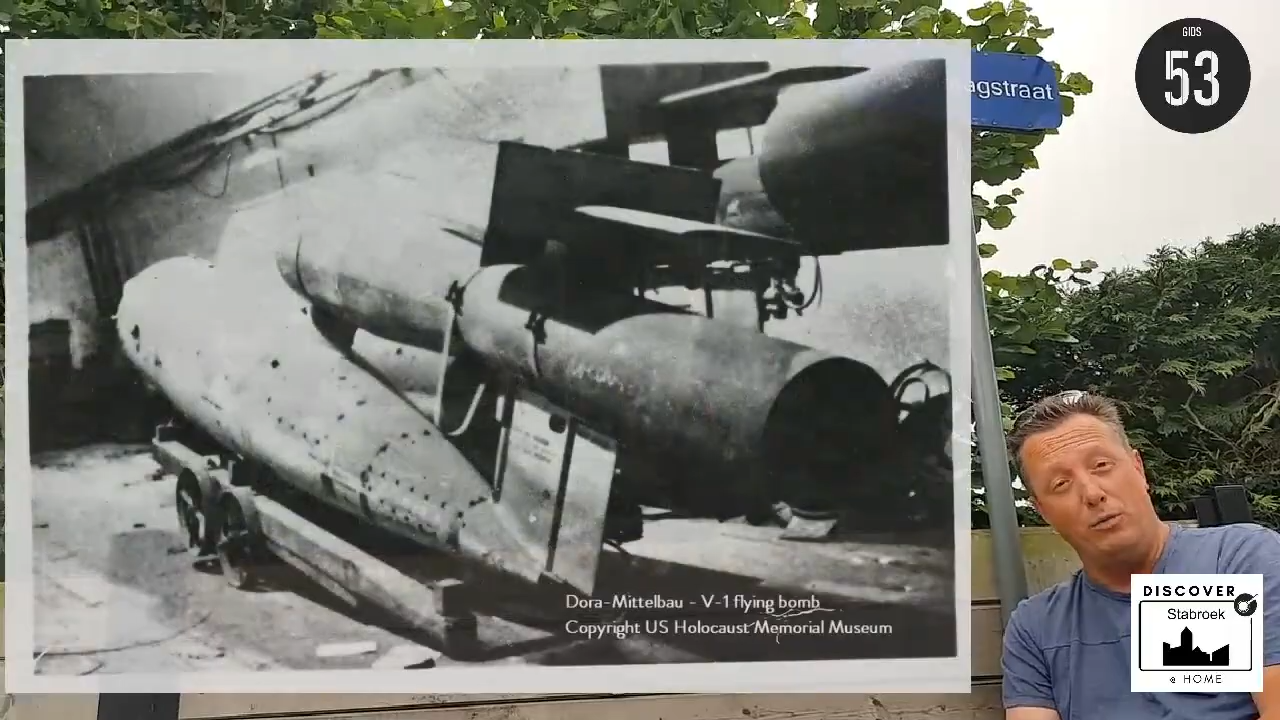 GIDS
53
agstraat
Dora-Mittelbau - V-1 flying bomb
Copyright US Holocaust Memorial Museum
DISCOVER
Stabroek
@ HOME